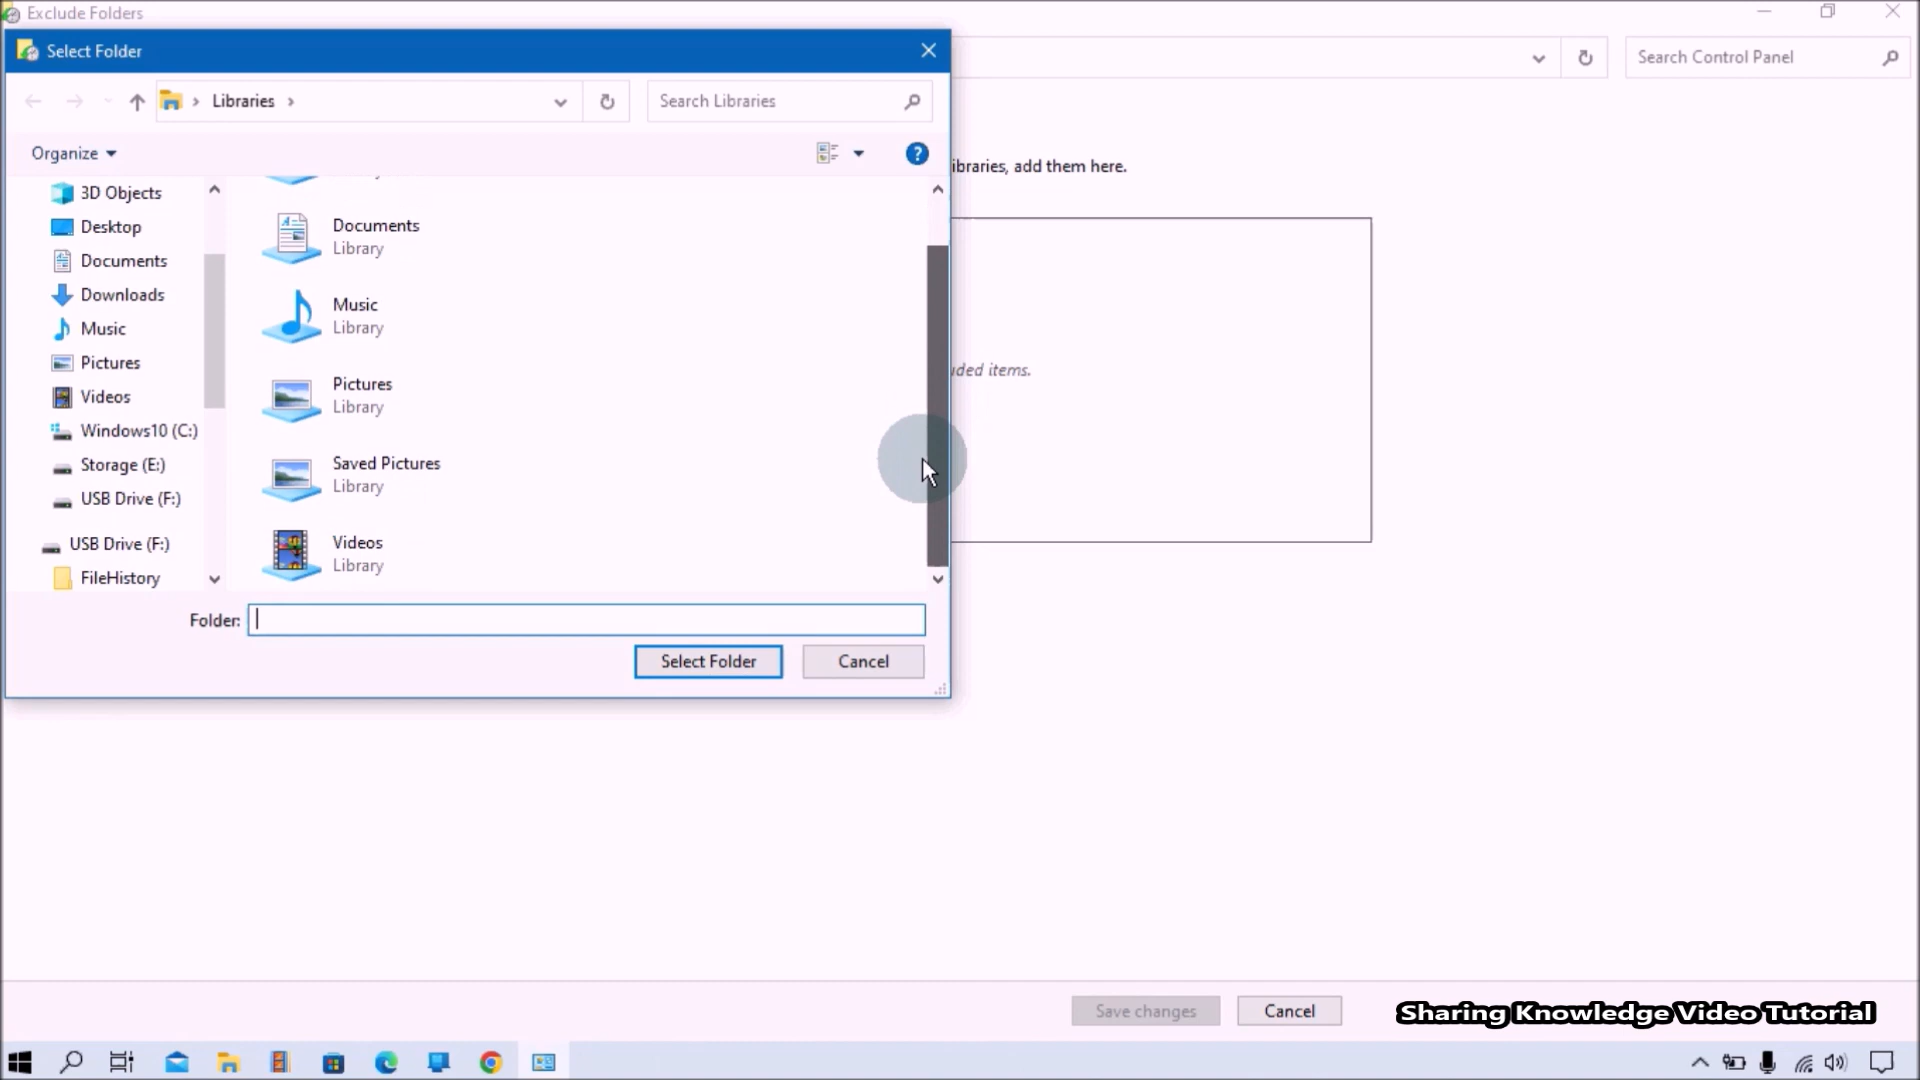 Exclude Folders
Select Folder
Search Control Panel
Libraries
Search Libraries
Organize
ibraries, add them here.
3D Objects
Desktop
Documents
Downloads
Music
Pictures
Videos
Windows10 (C:)
Storage (E:)
USB Drive (F:)
USB Drive (F:)
FileHistory
Documents
Library
Music
Library
Pictures
Library
Saved Pictures
Library
Videos
Library
uded items.
Folder:
Select Folder
Cancel
Save changes
Cancel
Sharing Knowledge Video Tutorial